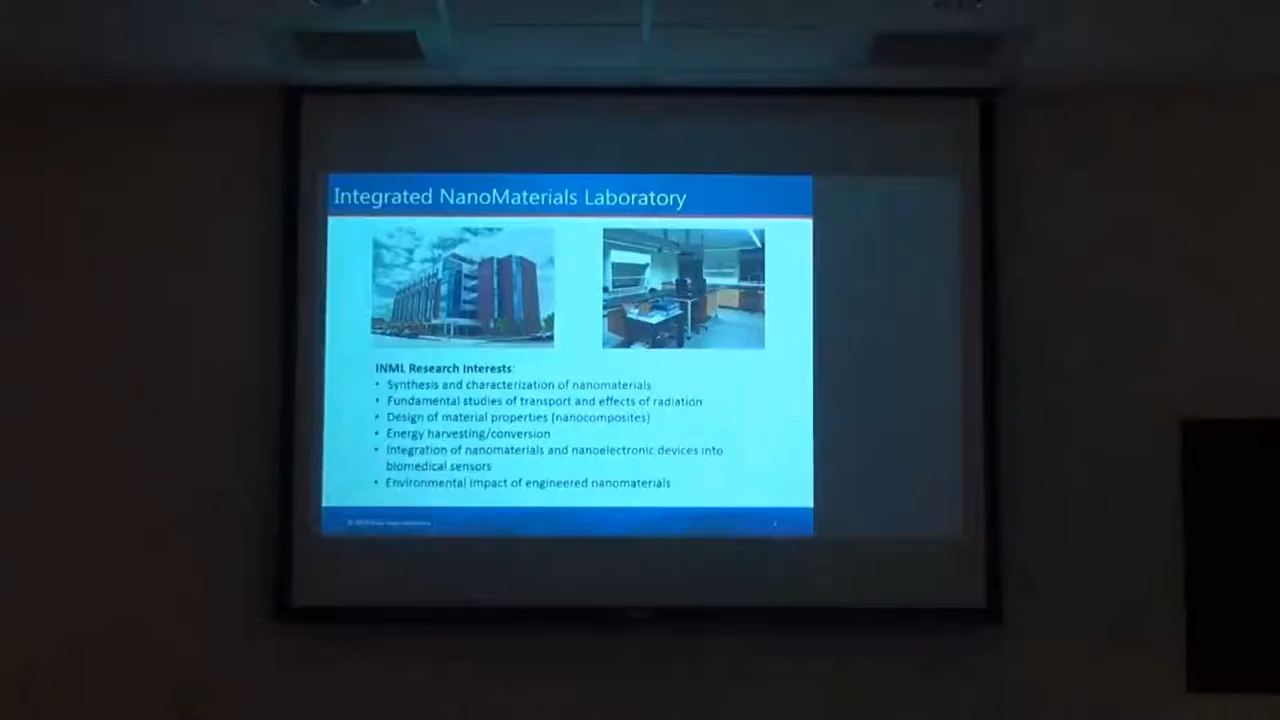 Integrated NanoMaterials Laboratory
INML Research Interests:
• Synthesis and characterization of nanomaterials
• Fundamental studies of transport and effects of radiation
• Design of material properties (nanocomposites)
• Energy harvesting/conversion
• Integration of nanomaterials and nanoelectronic devices into
biomedical sensors
• Environmental impact of engineered nanomaterials